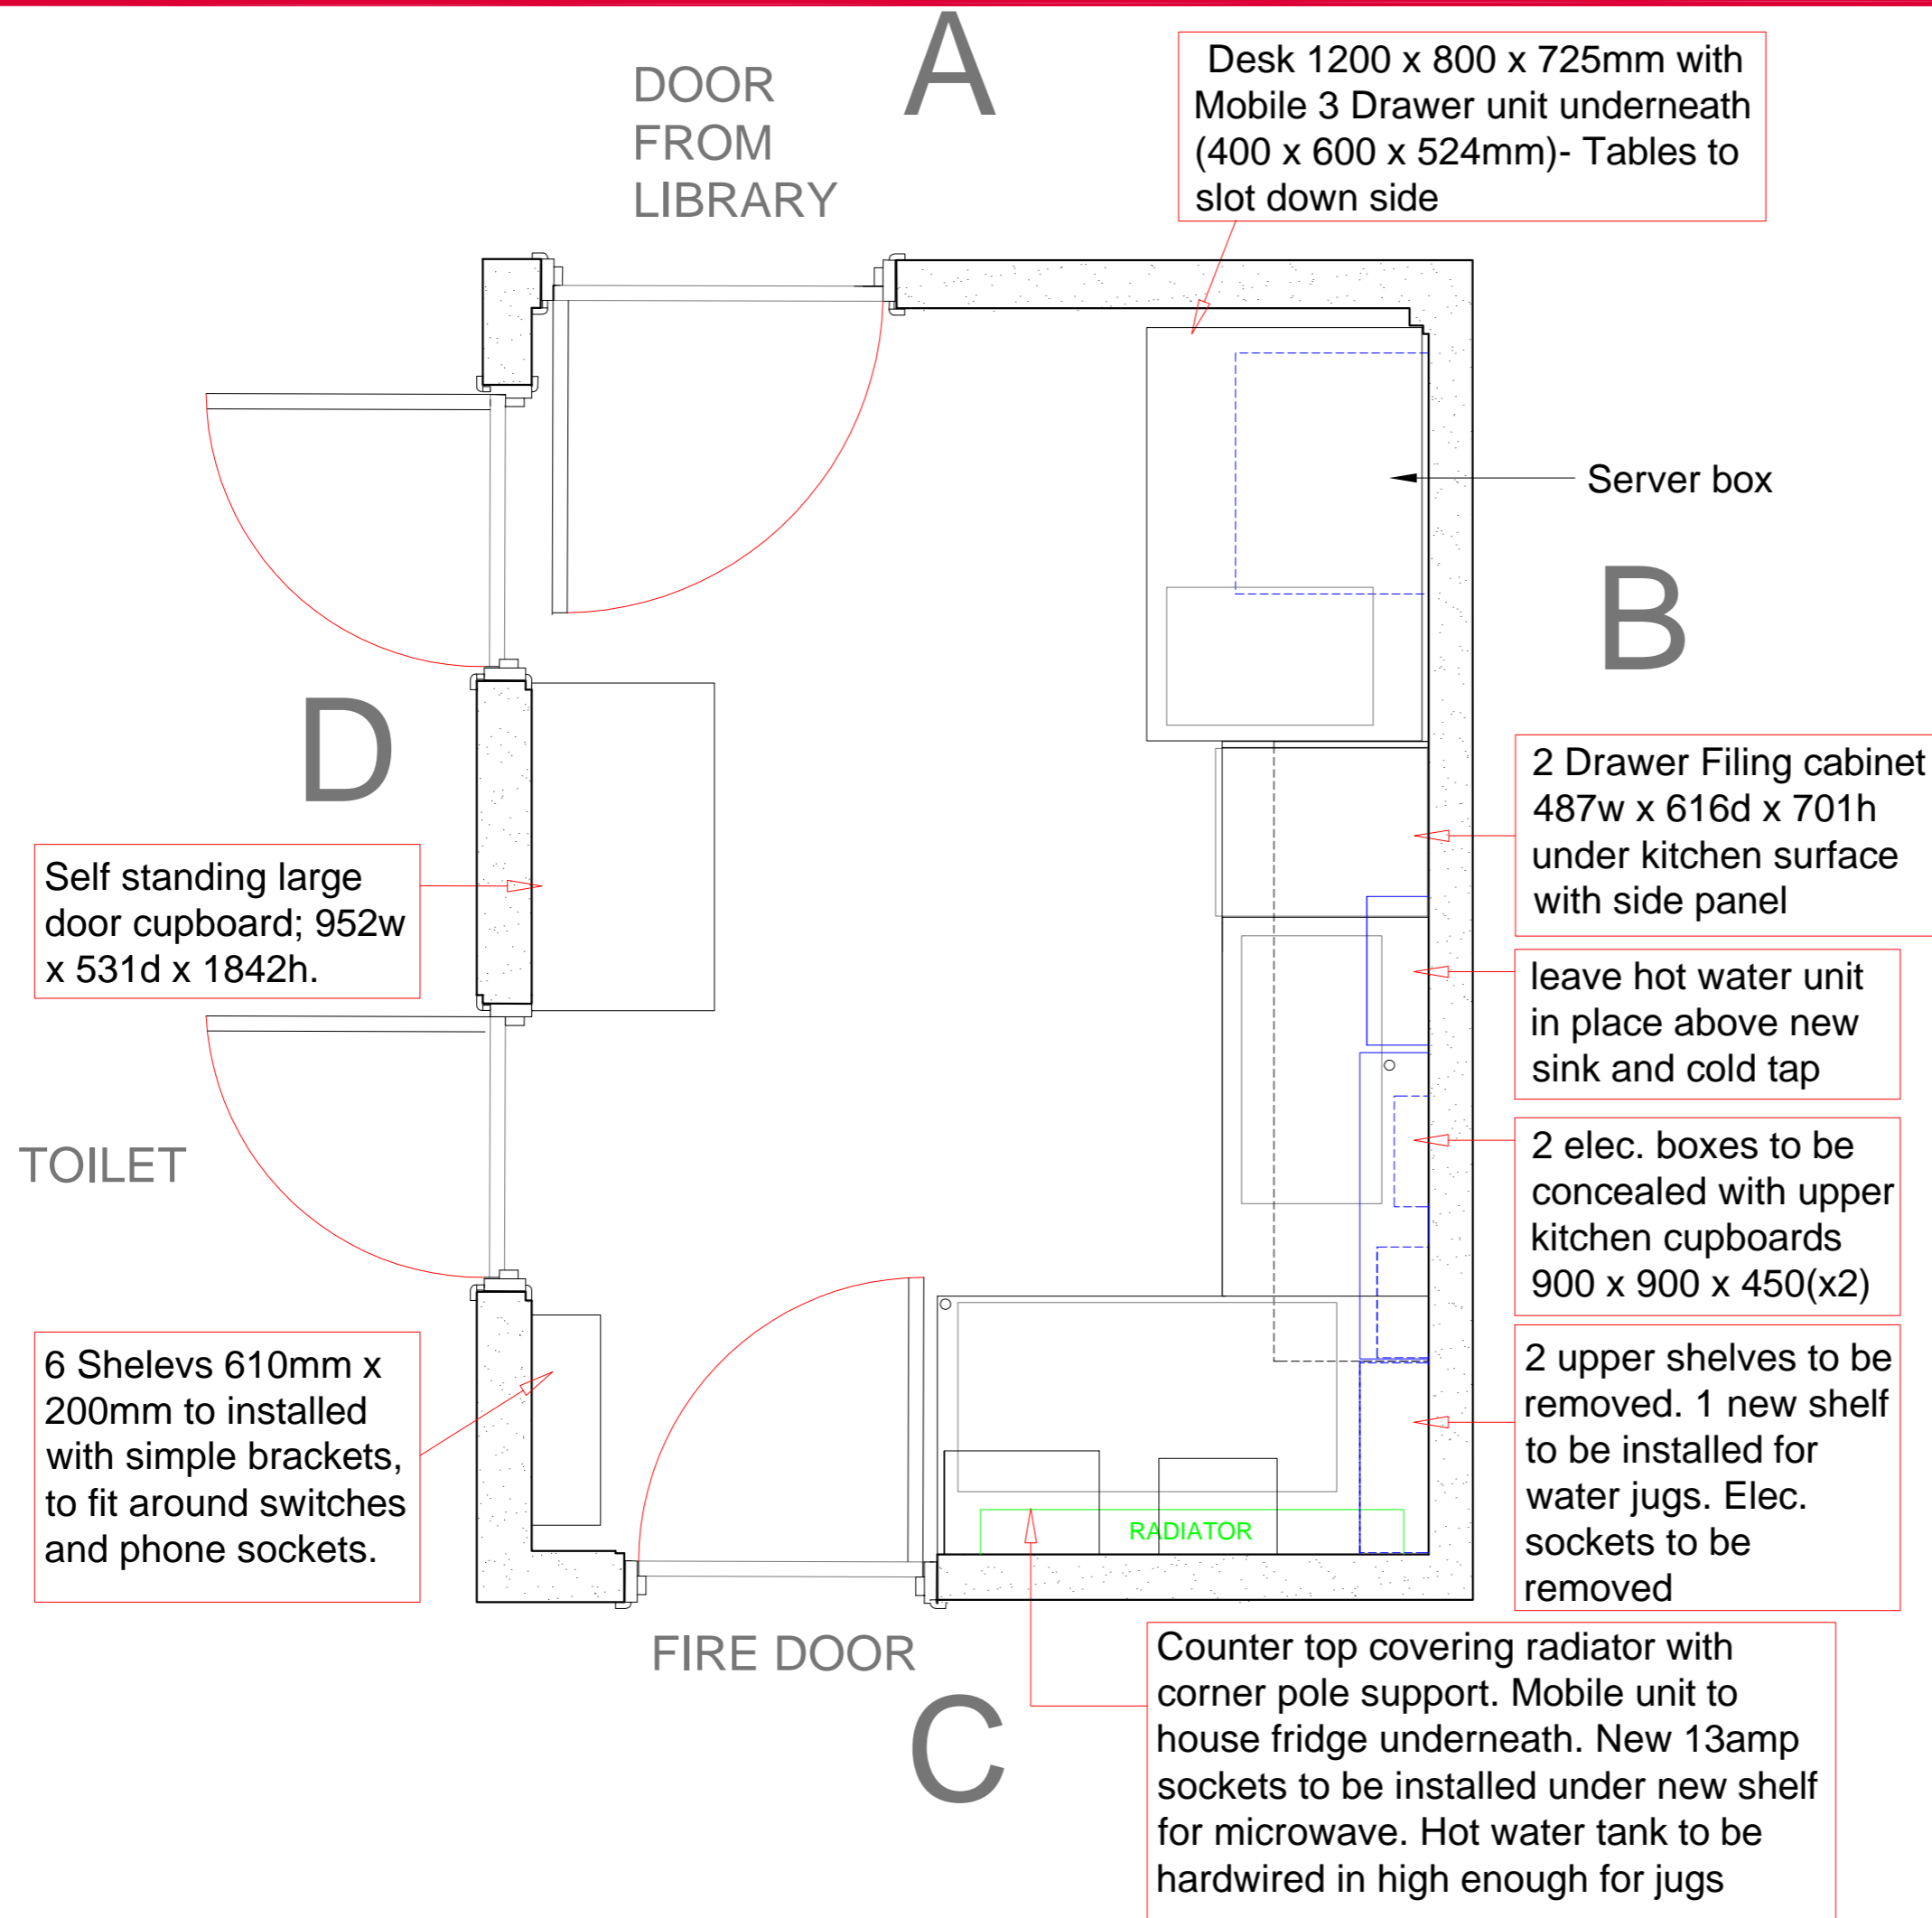 A
DOOR
FROM
LIBRARY
Desk 1200 x 800 x 725mm with
Mobile 3 Drawer unit underneath
(400 x 600 x 524mm)- Tables to
slot down side
Server box
B
D
2 Drawer Filing cabinet
487w x 616d x 701h
under kitchen surface
with side panel
Self standing large
door cupboard; 952w
x 531d x 1842h.
leave hot water unit
in place above new
sink and cold tap
TOILET
2 elec. boxes to be
concealed with upper
kitchen cupboards
900 x 900 x 450(x2)
6 Shelevs 610mm x
200mm to installed
with simple brackets,
to fit around switches
and phone sockets.
2 upper shelves to be
removed. 1 new shelf
to be installed for
water jugs. Elec.
sockets to be
removed
RADIATOR
FIRE DOOR
C
Counter top covering radiator with
corner pole support. Mobile unit to
house fridge underneath. New 13amp
sockets to be installed under new shelf
for microwave. Hot water tank to be
hardwired in high enough for jugs